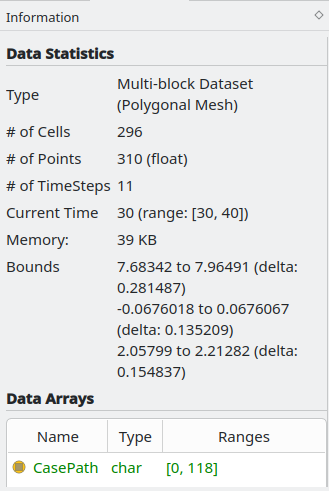 Information
Data Statistics
Type Multi-block Dataset
(Polygonal Mesh)
# of Cells 296
# of Points 310 (float)
# of TimeSteps 11
Current Time 30 (range: [30, 40])
Memory: 39 KB
Bounds 7.68342 to 7.96491 (delta:
0.281487)
-0.0676018 to 0.0676067
(delta: 0.135209)
2.05799 to 2.21282 (delta:
0.154837)
Data Arrays
Name Type Ranges
CasePath char [0, 118]